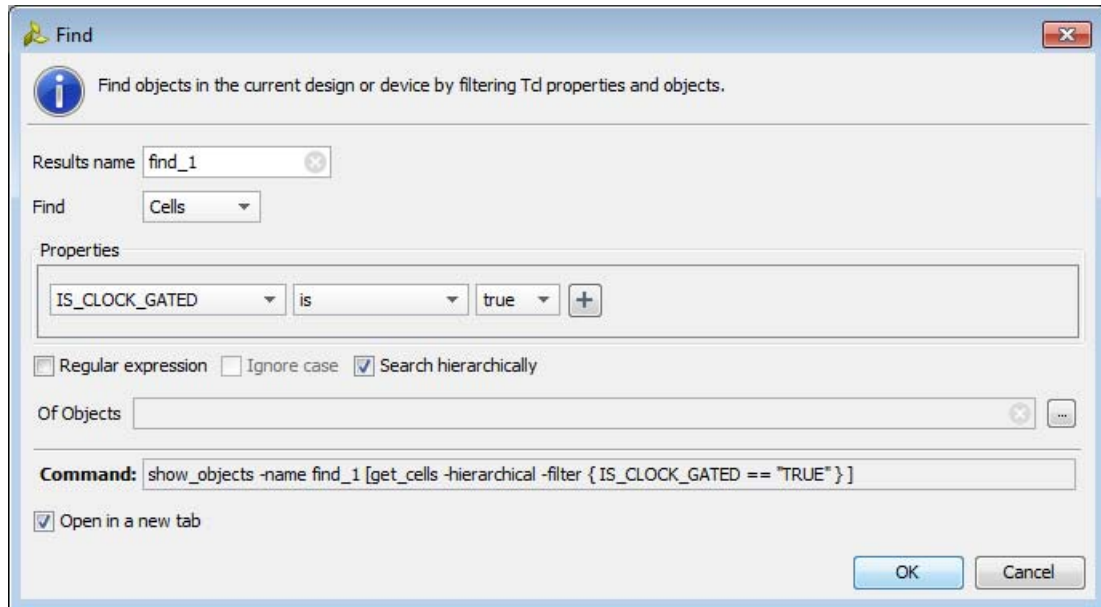 Find
Find objects in the current design or device by filtering Tcl properties and objects.
Results name find_1
Find Cells
Properties
IS_CLOCK_GATED is true +
Regular expression Ignore case Search hierarchically
Of Objects ...
Command: show_objects -name find_1 [get_cells -hierarchical -filter { IS_CLOCK_GATED == "TRUE" } ]
Open in a new tab
OK Cancel